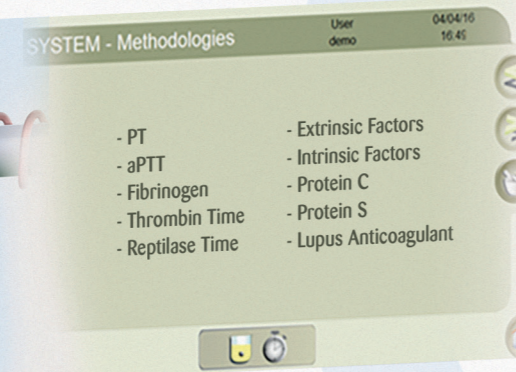 SYSTEM - Methodologies
User
demo
04/04/16
16:45
- PT
- aPTT
- Fibrinogen
- Thrombin Time
- Reptilase Time
- Extrinsic Factors
- Intrinsic Factors
- Protein C
- Protein S
- Lupus Anticoagulant